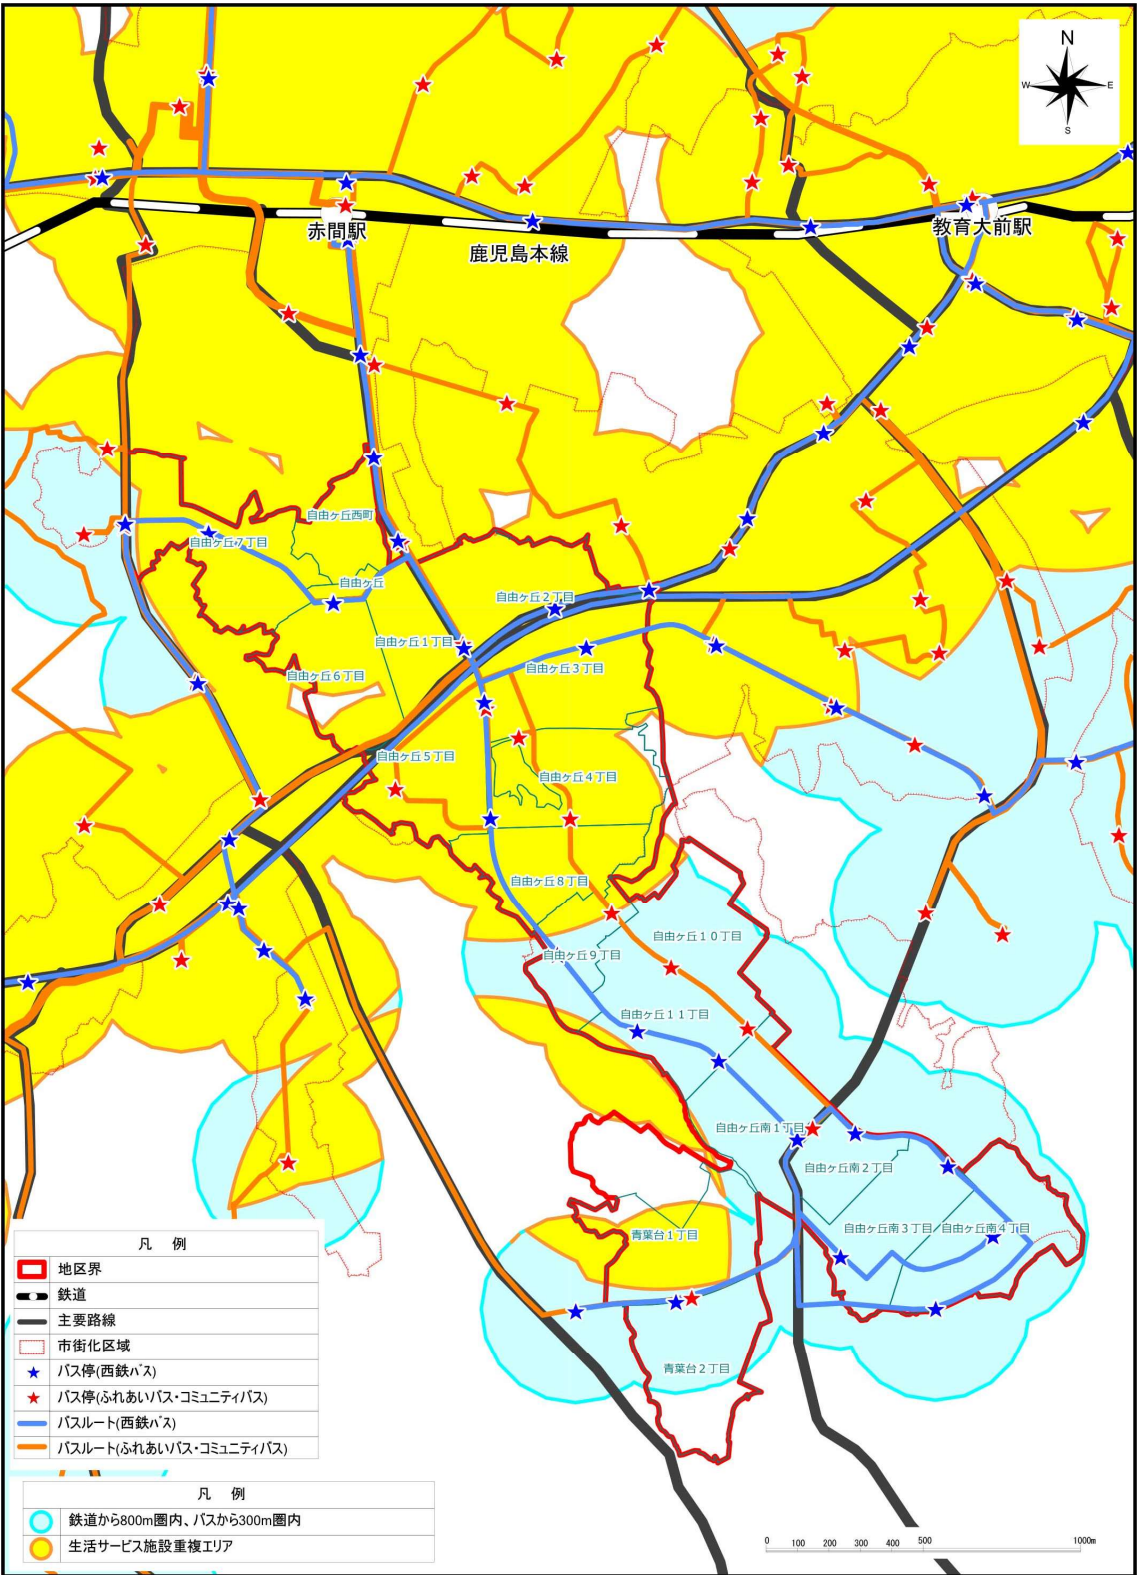 N
W
E
S
赤間駅
鹿児島本線
教育大前駅
自由ヶ丘西町
自由ヶ丘7丁目
自由ヶ丘
自由ヶ丘2丁目
自由ヶ丘1丁目
自由ヶ丘3丁目
自由ヶ丘6丁目
自由ヶ丘5丁目
自由ヶ丘4丁目
自由ヶ丘8丁目
自由ヶ丘10丁目
自由ヶ丘9丁目
自由ヶ丘11丁目
自由ヶ丘南1丁目
自由ヶ丘南2丁目
自由ヶ丘南3丁目
自由ヶ丘南4丁目
青葉台1丁目
青葉台2丁目
凡 例
地区界
鉄道
主要路線
市街化区域
バス停(西鉄バス)
バス停(ふれあいバス・コミュニティバス)
バスルート(西鉄バス)
バスルート(ふれあいバス・コミュニティバス)
凡 例
鉄道から800m圏内、バスから300m圏内
生活サービス施設重複エリア
0 100 200 300 400 500 1000m